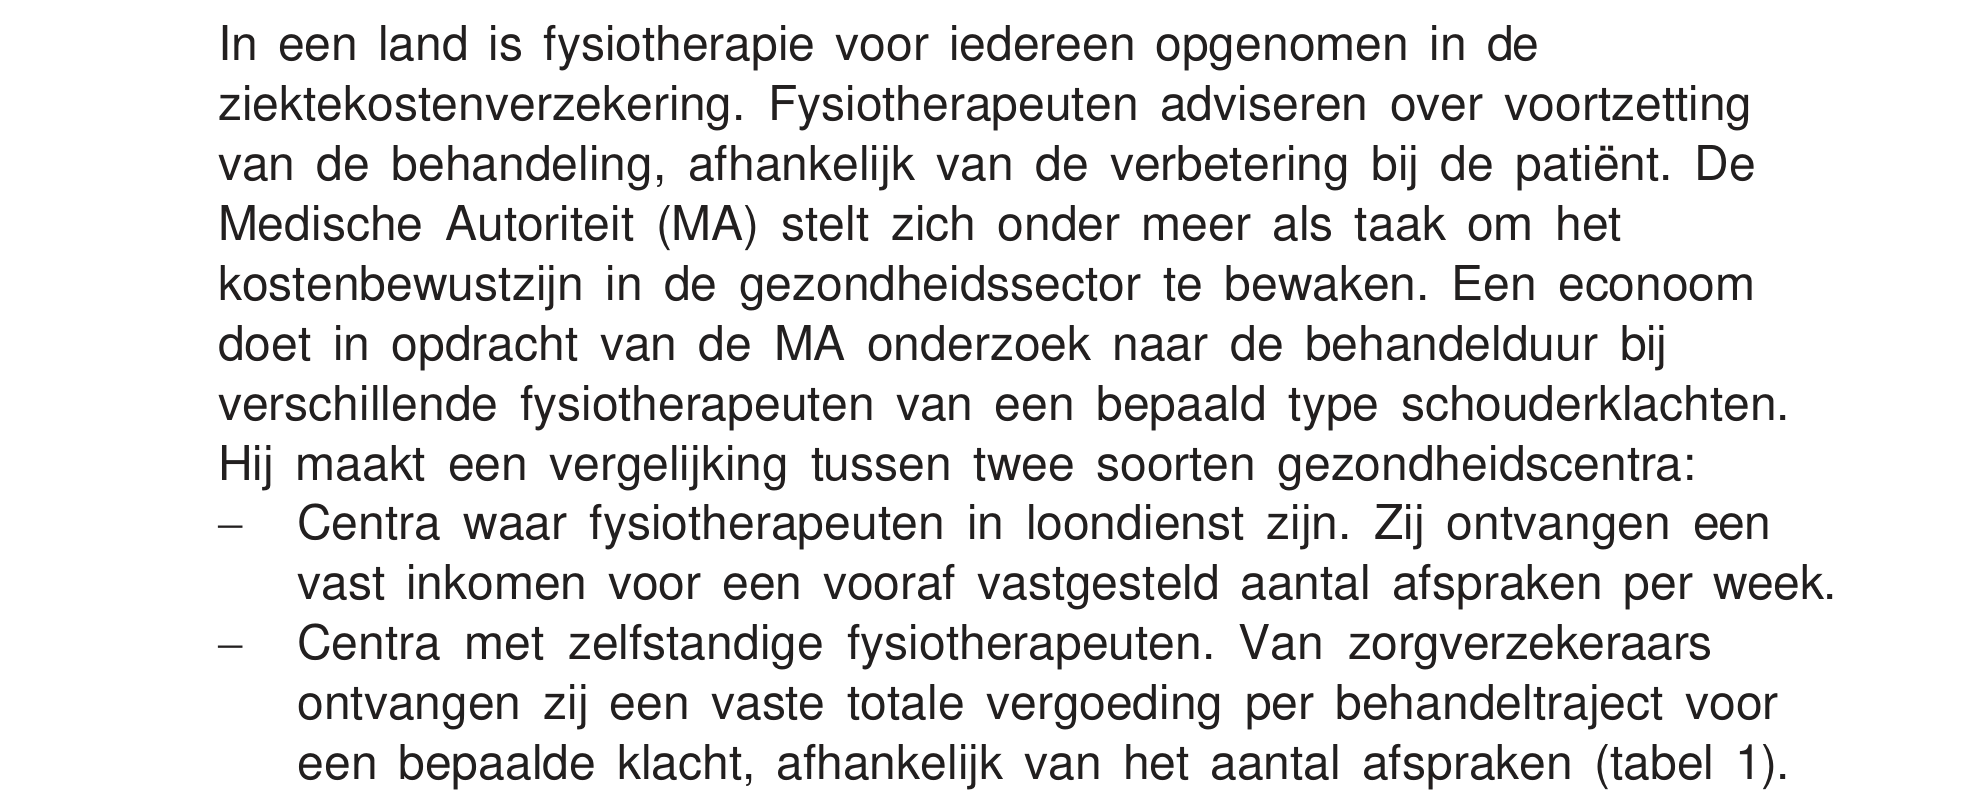 In een land is fysiotherapie voor iedereen opgenomen in de
ziektekostenverzekering. Fysiotherapeuten adviseren over voortzetting
van de behandeling, afhankelijk van de verbetering bij de patiënt. De
Medische Autoriteit (MA) stelt zich onder meer als taak om het
kostenbewustzijn in de gezondheidssector te bewaken. Een econoom
doet in opdracht van de MA onderzoek naar de behandelduur bij
verschillende fysiotherapeuten van een bepaald type schouderklachten.
Hij maakt een vergelijking tussen twee soorten gezondheidscentra:
– Centra waar fysiotherapeuten in loondienst zijn. Zij ontvangen een
vast inkomen voor een vooraf vastgesteld aantal afspraken per week.
– Centra met zelfstandige fysiotherapeuten. Van zorgverzekeraars
ontvangen zij een vaste totale vergoeding per behandeltraject voor
een bepaalde klacht, afhankelijk van het aantal afspraken (tabel 1).